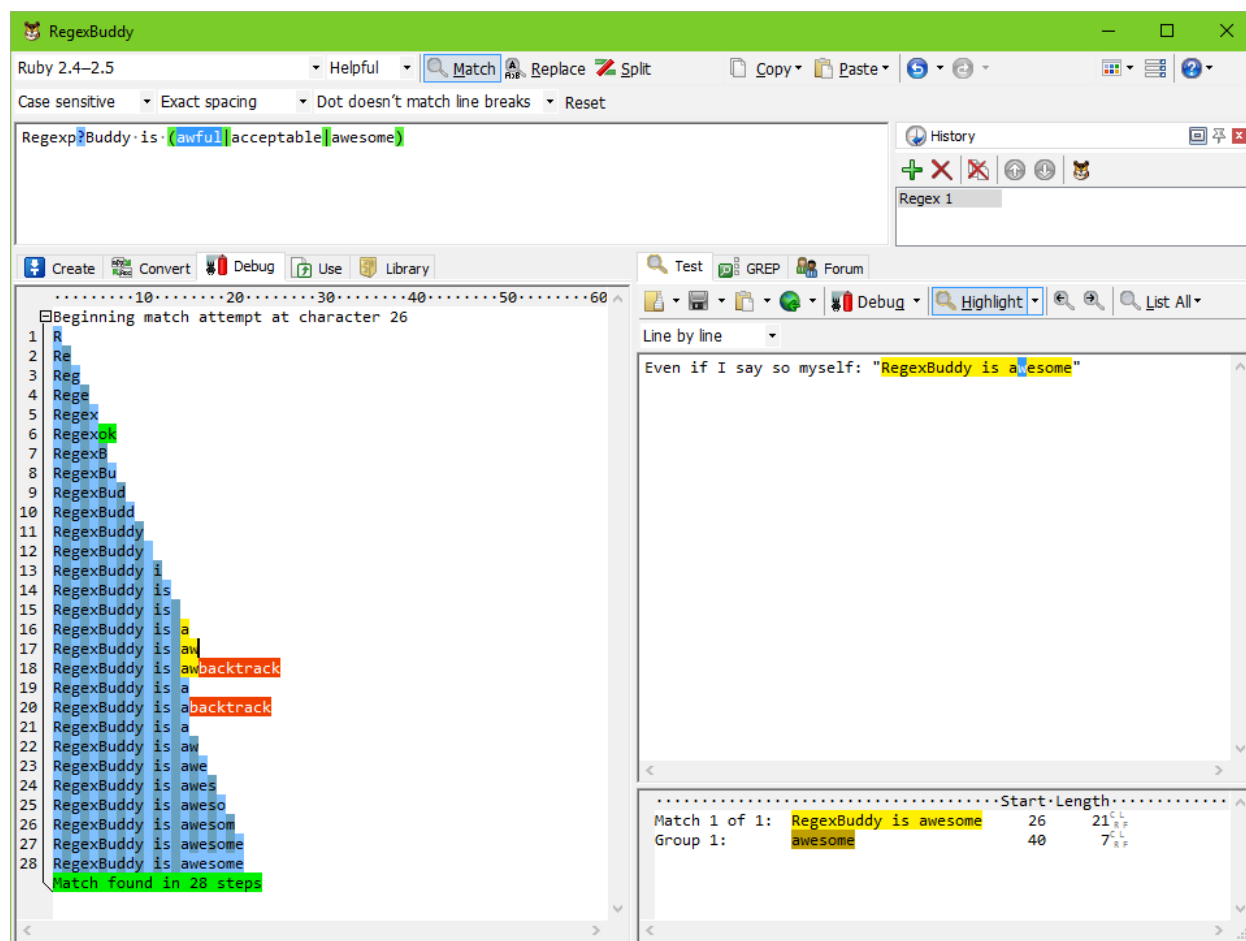 RegexBuddy
Ruby 2.4–2.5 Helpful Match Replace Split Copy Paste
Case sensitive Exact spacing Dot doesn't match line breaks Reset
Regexp?Buddy·is·(awful|acceptable|awesome)
History
Regex 1
Create Convert Debug Use Library
·········10········20········30········40········50········60
Beginning match attempt at character 26
1 R
2 Re
3 Reg
4 Rege
5 Regex
6 Regexok
7 RegexB
8 RegexBu
9 RegexBud
10 RegexBudd
11 RegexBuddy
12 RegexBuddy
13 RegexBuddy i
14 RegexBuddy is
15 RegexBuddy is
16 RegexBuddy is a
17 RegexBuddy is aw
18 RegexBuddy is awbacktrack
19 RegexBuddy is a
20 RegexBuddy is abacktrack
21 RegexBuddy is a
22 RegexBuddy is aw
23 RegexBuddy is awe
24 RegexBuddy is awes
25 RegexBuddy is aweso
26 RegexBuddy is awesom
27 RegexBuddy is awesome
28 RegexBuddy is awesome
Match found in 28 steps
Test GREP Forum
Debug Highlight List All
Line by line
Even if I say so myself: "RegexBuddy is awesome"
Start·Length
Match 1 of 1: RegexBuddy is awesome 26 21
Group 1: awesome 40 7